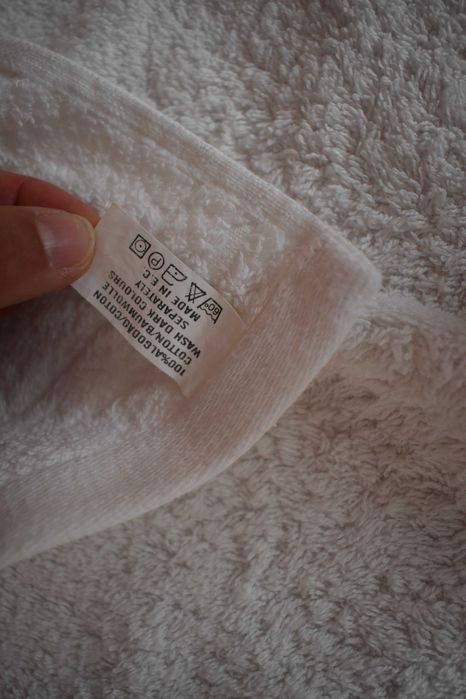 100%ALGODAO/COTON
COTTON/BAUMWOLLE
WASH DARK COLOURS
SEPARATELY
MADE IN E.C.
60° P